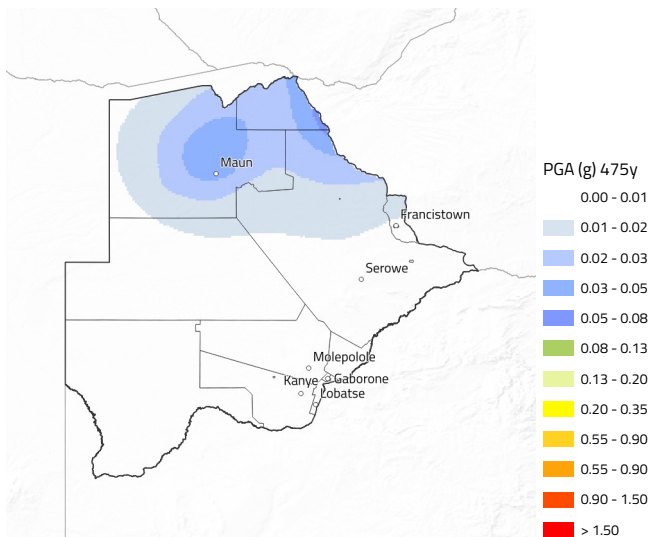 Maun
Francistown
Serowe
Molepolole
Kanye
Gaborone
Lobatse
PGA (g) 475y
0.00 - 0.01
0.01 - 0.02
0.02 - 0.03
0.03 - 0.05
0.05 - 0.08
0.08 - 0.13
0.13 - 0.20
0.20 - 0.35
0.55 - 0.90
0.55 - 0.90
0.90 - 1.50
> 1.50